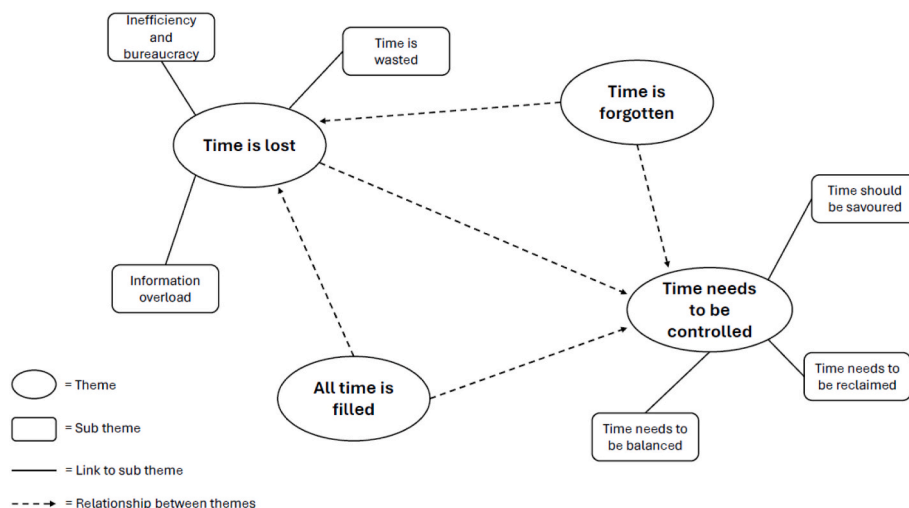 Inefficiency
and
bureaucracy
Time is
wasted
Time is
forgotten
Time is lost
Time should
be savoured
Information
overload
Time needs
to be
controlled
All time is
filled
Time needs to
be reclaimed
Time needs to
be balanced
= Theme
= Sub theme
= Link to sub theme
= Relationship between themes